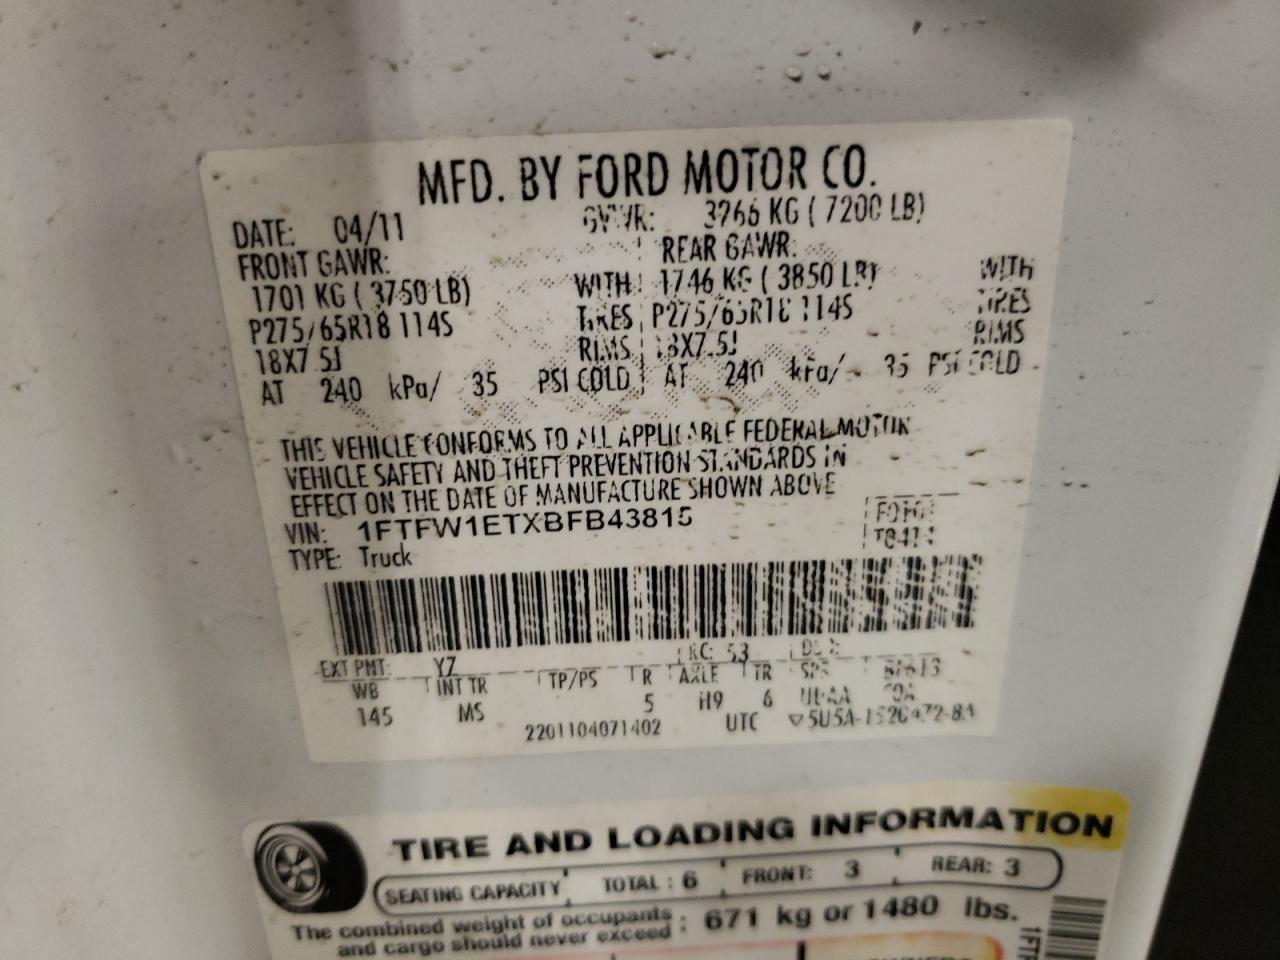 MFD. BY FORD MOTOR CO.
DATE: 04/11 GVWR: 3266 KG ( 7200 LB)
FRONT GAWR: REAR GAWR:
1701 KG ( 3750 LB) WITH 1746 KG ( 3850 LB) WITH
P275/65R18 114S TIRES P275/65R18 114S TIRES
18X7.5J RIMS 18X7.5J RIMS
AT 240 kPa/ 35 PSI COLD AT 240 kPa/ 35 PSI COLD
THIS VEHICLE CONFORMS TO ALL APPLICABLE FEDERAL MOTOR
VEHICLE SAFETY AND THEFT PREVENTION STANDARDS IN
EFFECT ON THE DATE OF MANUFACTURE SHOWN ABOVE
VIN: 1FTFW1ETXBFB43815
TYPE: Truck
EXT PNT: YZ RC: 53
WB INT TR TP/PS R AXLE TR SPR
145 MS 5 H9 6
2201104071402 UTC
TIRE AND LOADING INFORMATION
SEATING CAPACITY TOTAL : 6 FRONT: 3 REAR: 3
The combined weight of occupants
and cargo should never exceed : 671 kg or 1480 lbs.